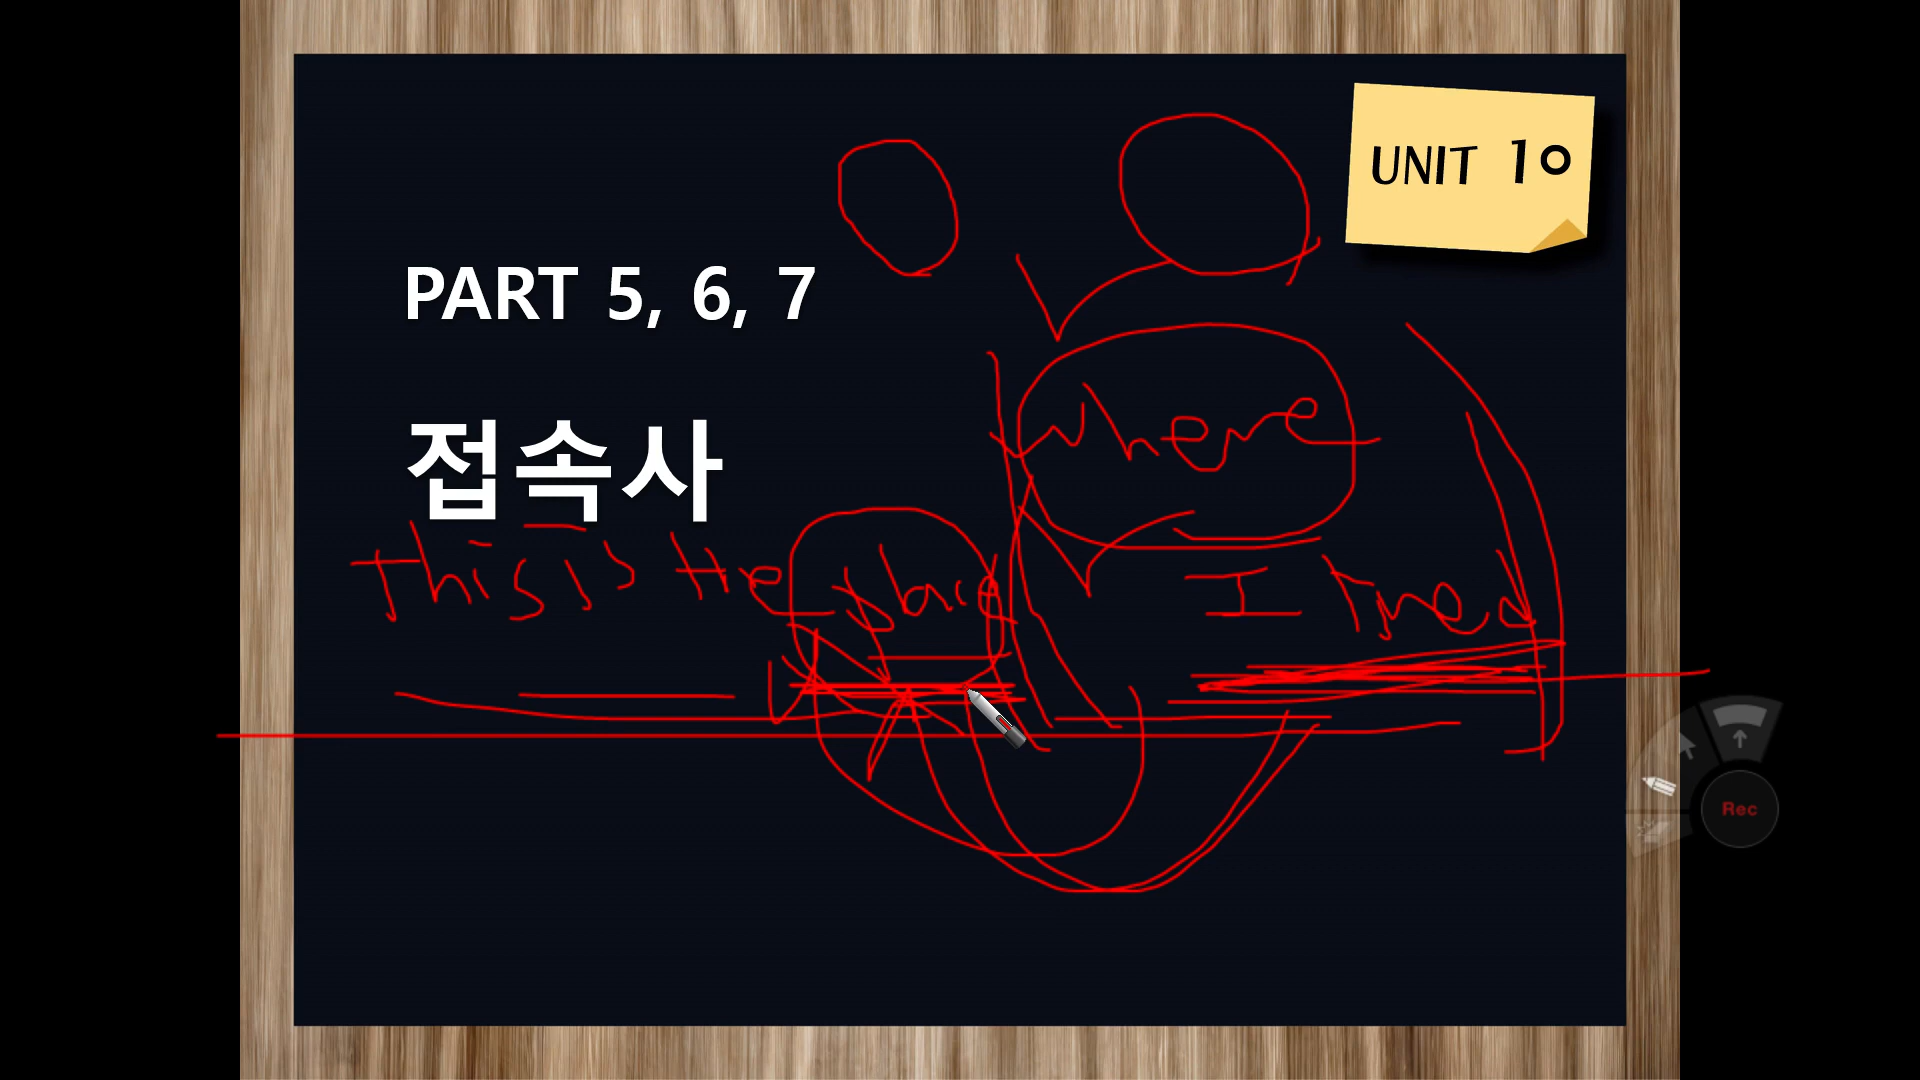 UNIT 10
PART 5, 6, 7
접속사
where
this is the place I lived
Rec